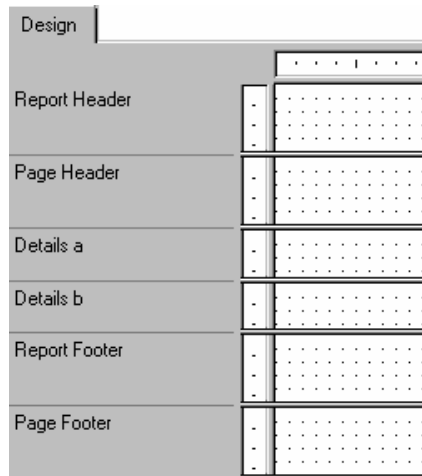 Design
Report Header
Page Header
Details a
Details b
Report Footer
Page Footer